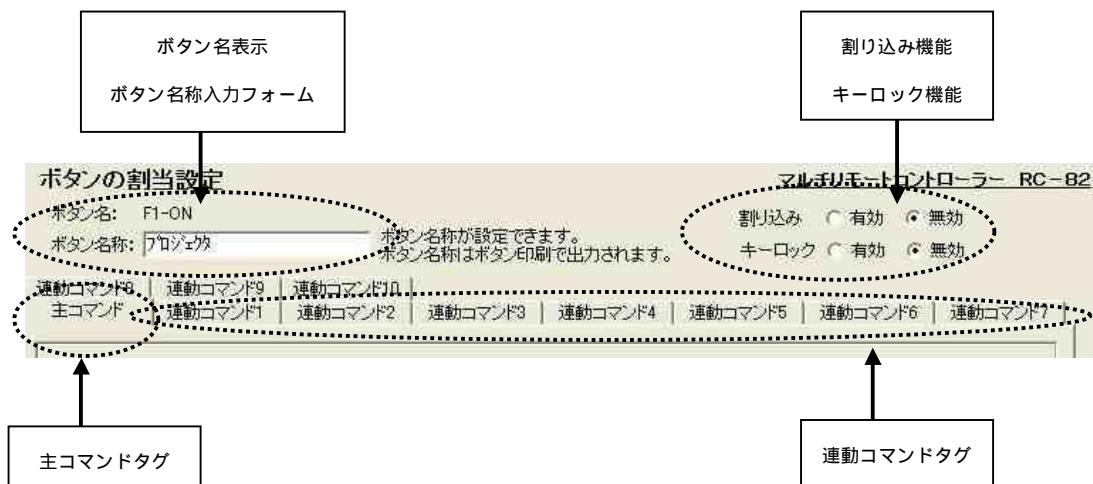 ボタン名表示
ボタン名称入力フォーム
割り込み機能
キーロック機能
ボタンの割当設定
マルチリモートコントローラー RC-82
ボタン名: F1-ON
割り込み 有効 無効
ボタン名称: プロジェクタ
ボタン名称が設定できます。
ボタン名称はボタン印刷で出力されます。
キーロック 有効 無効
連動コマンド8 連動コマンド9 連動コマンド10
主コマンド 連動コマンド1 連動コマンド2 連動コマンド3 連動コマンド4 連動コマンド5 連動コマンド6 連動コマンド7
主コマンドタグ
連動コマンドタグ